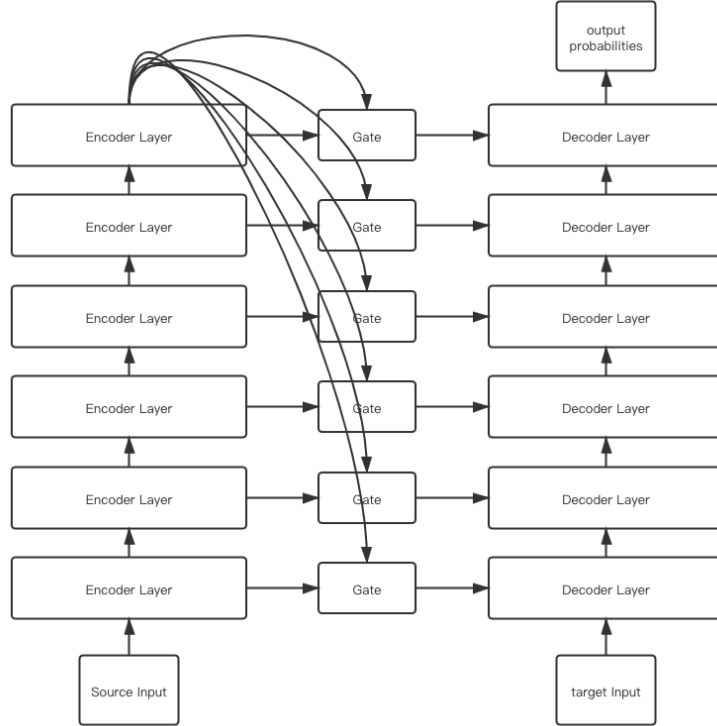 output
probabilities
Encoder Layer
Gate
Decoder Layer
Encoder Layer
Gate
Decoder Layer
Encoder Layer
Gate
Decoder Layer
Encoder Layer
Gate
Decoder Layer
Encoder Layer
Gate
Decoder Layer
Encoder Layer
Gate
Decoder Layer
Source Input
target Input